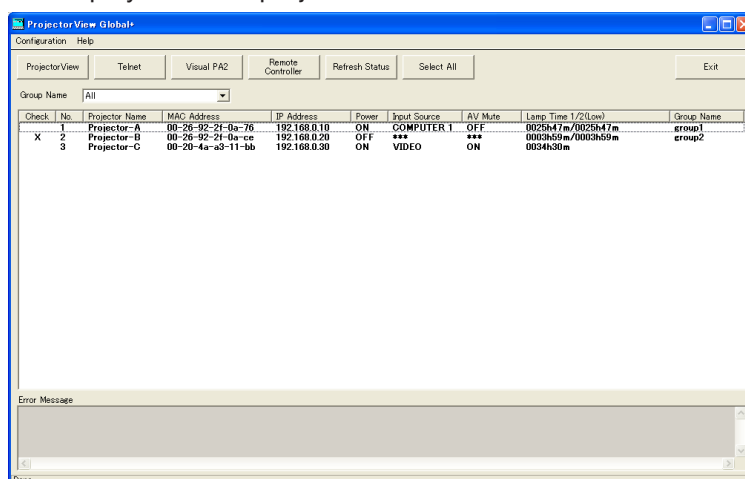 ProjectorView Global+
Configuration Help
ProjectorView Telnet Visual PA2 Remote Controller Refresh Status Select All Exit
Group Name All
Check No. Projector Name MAC Address IP Address Power Input Source AV Mute Lamp Time 1/2(Low) Group Name
1 Projector-A 00-26-92-2f-0a-76 192.168.0.10 ON COMPUTER 1 OFF 0025h47m/0025h47m group1
X 2 Projector-B 00-26-92-2f-0a-ce 192.168.0.20 OFF *** *** 0003h59m/0003h59m group2
3 Projector-C 00-20-4a-a3-11-bb 192.168.0.30 ON VIDEO ON 0034h30m
Error Message